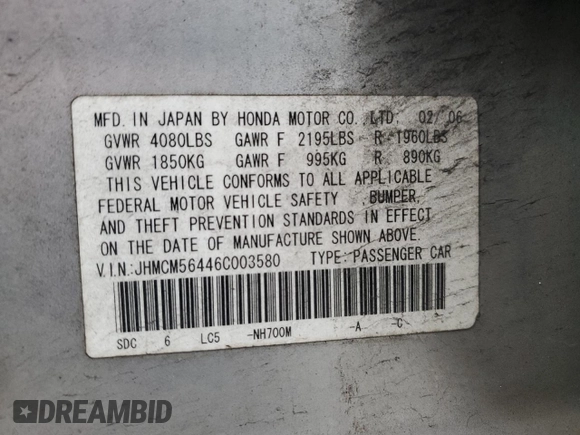 MFD. IN JAPAN BY HONDA MOTOR CO. LTD: 02/ 06
GVWR 4080LBS GAWR F 2195LBS R 1960LBS
GVWR 1850KG GAWR F 995KG R 890KG
THIS VEHICLE CONFORMS TO ALL APPLICABLE
FEDERAL MOTOR VEHICLE SAFETY , BUMPER,
AND THEFT PREVENTION STANDARDS IN EFFECT
ON THE DATE OF MANUFACTURE SHOWN ABOVE.
V.I.N.:JHMCM56446C003580 TYPE: PASSENGER CAR
SDC 6 LC5 -NH700M -A -C
DREAMBID